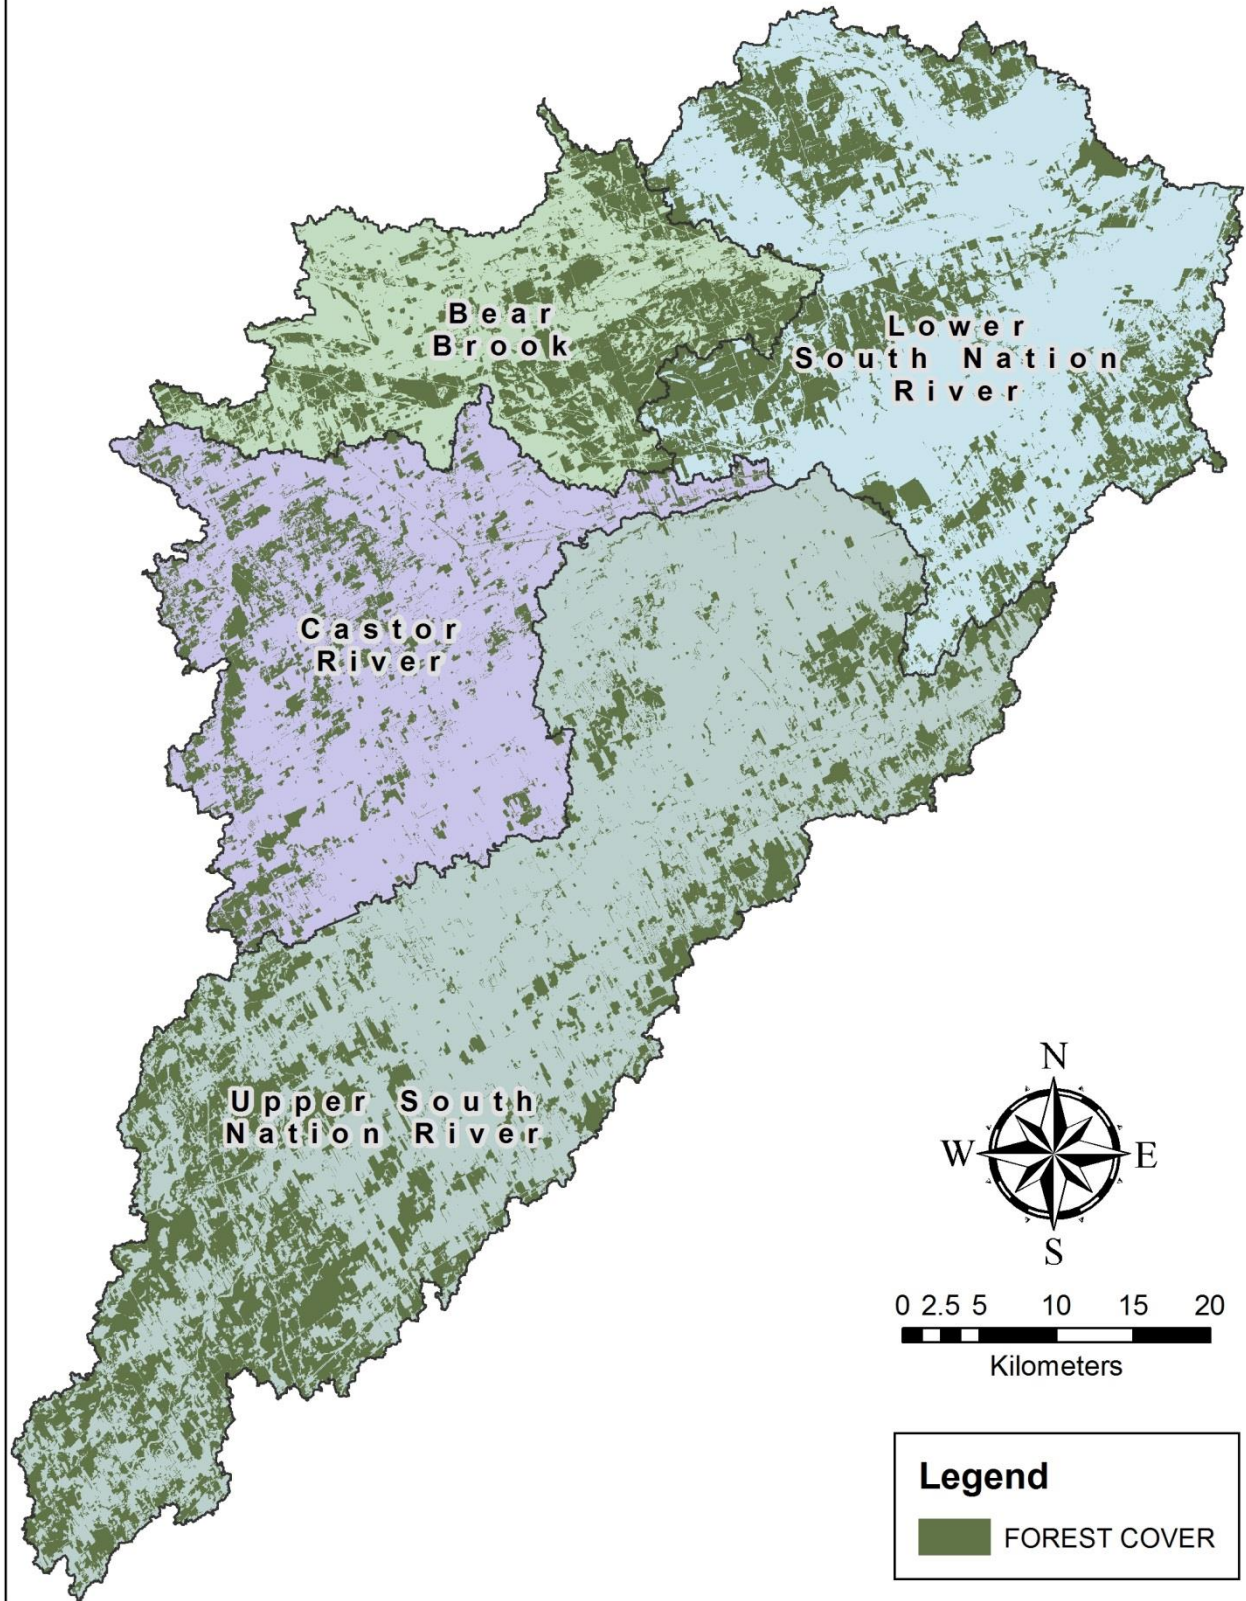 Bear
Brook
Lower
South Nation
River
Castor
River
Upper South
Nation River
N
W E
S
0 2.5 5 10 15 20
Kilometers
Legend
FOREST COVER